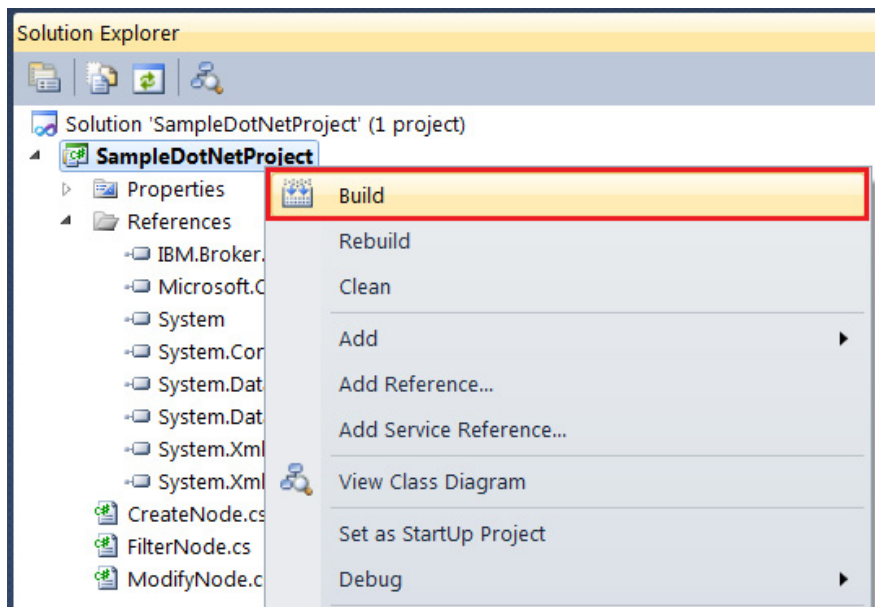 Solution Explorer
Solution 'SampleDotNetProject' (1 project)
SampleDotNetProject
Properties
References
IBM.Broker.
Microsoft.C
System
System.Cor
System.Dat
System.Dat
System.Xml
System.Xml
CreateNode.cs
FilterNode.cs
ModifyNode.c
Build
Rebuild
Clean
Add
Add Reference...
Add Service Reference...
View Class Diagram
Set as StartUp Project
Debug